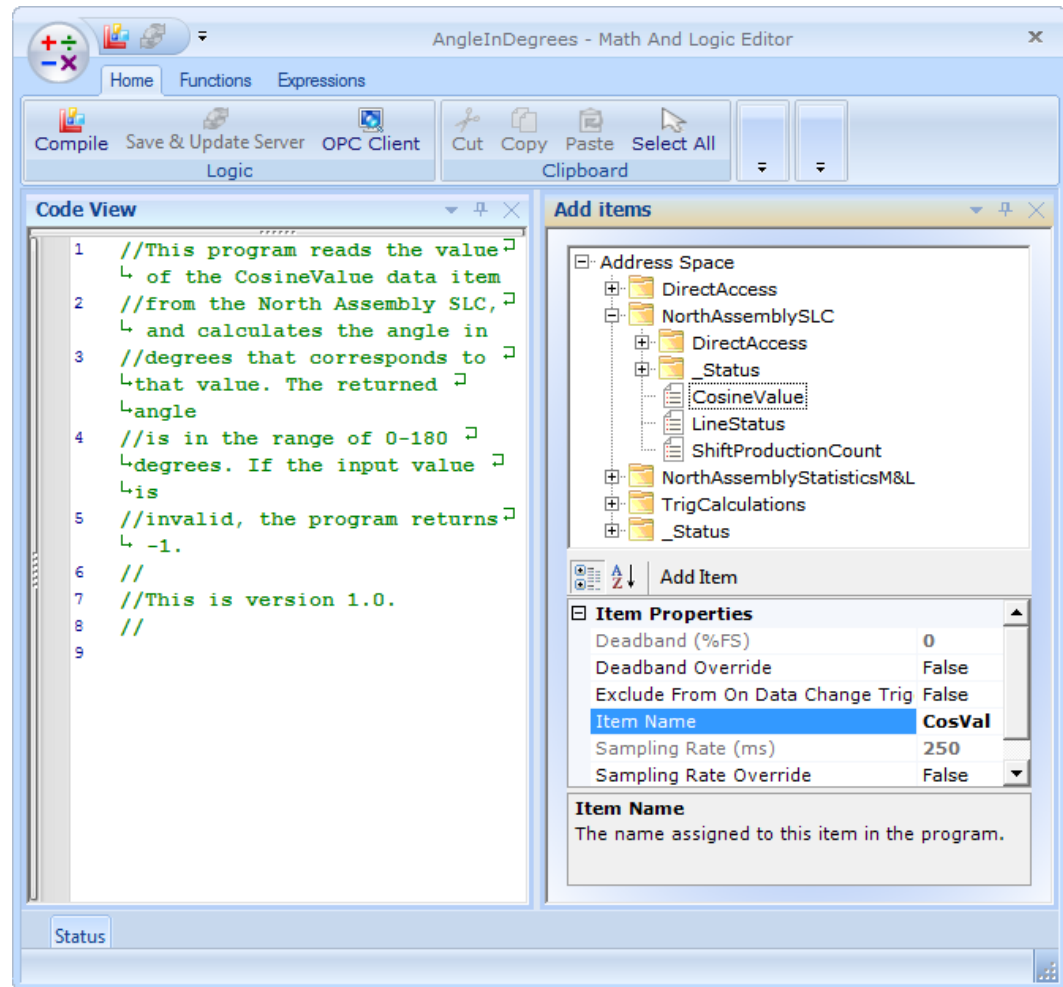 AngleInDegrees - Math And Logic Editor
Home Functions Expressions
Compile Save & Update Server OPC Client Cut Copy Paste Select All
Logic Clipboard
Code View
1 //This program reads the value
of the CosineValue data item
2 //from the North Assembly SLC,
and calculates the angle in
3 //degrees that corresponds to
that value. The returned
angle
4 //is in the range of 0-180
degrees. If the input value
is
5 //invalid, the program returns
-1.
6 //
7 //This is version 1.0.
8 //
9
Add items
Address Space
DirectAccess
NorthAssemblySLC
DirectAccess
_Status
CosineValue
LineStatus
ShiftProductionCount
NorthAssemblyStatisticsM&L
TrigCalculations
_Status
Add Item
Item Properties
Deadband (%FS) 0
Deadband Override False
Exclude From On Data Change Trig False
Item Name CosVal
Sampling Rate (ms) 250
Sampling Rate Override False
Item Name
The name assigned to this item in the program.
Status